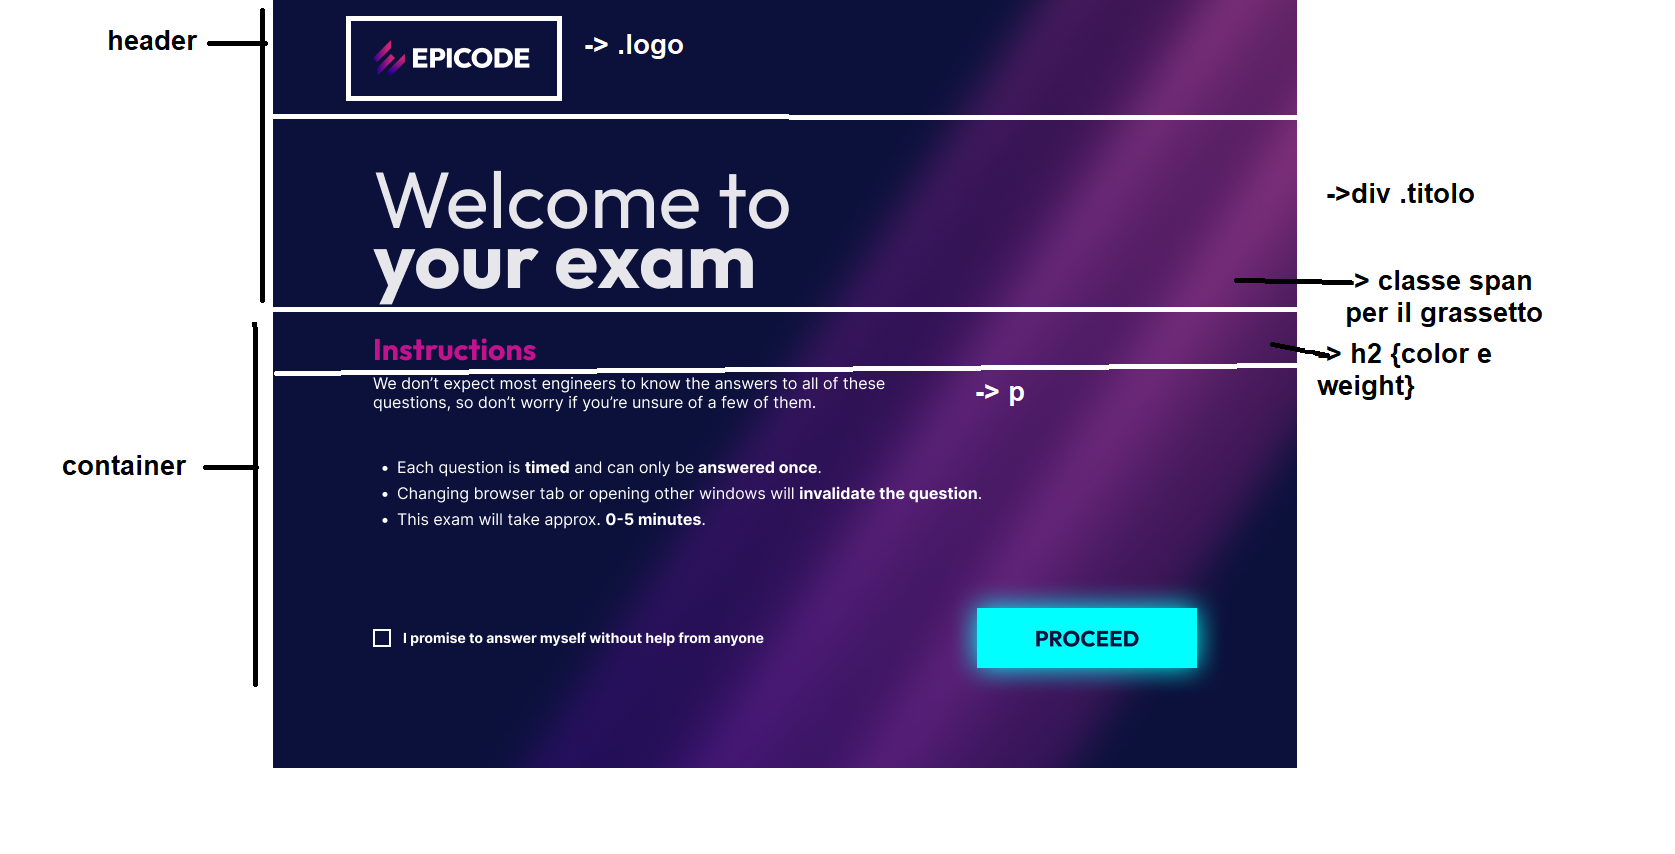 header
EPICODE
-> .logo
Welcome to
your exam
->div .titolo
-> classe span
per il grassetto
Instructions
-> h2 {color e
weight}
We don’t expect most engineers to know the answers to all of these
questions, so don’t worry if you’re unsure of a few of them.
-> p
container
• Each question is timed and can only be answered once.
• Changing browser tab or opening other windows will invalidate the question.
• This exam will take approx. 0-5 minutes.
I promise to answer myself without help from anyone
PROCEED